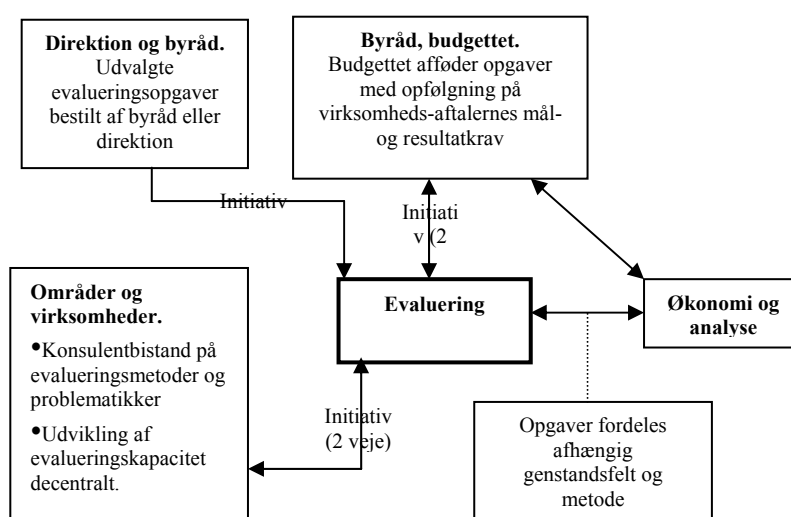 Direktion og byråd.
Udvalgte
evalueringsopgaver
bestilt af byråd eller
direktion
Byråd, budgettet.
Budgettet afføder opgaver
med opfølgning på
virksomheds-aftalernes mål-
og resultatkrav
Initiativ
Initiati
v (2
Områder og
virksomheder.
•Konsulentbistand på
evalueringsmetoder og
problematikker
•Udvikling af
evalueringskapacitet
decentralt.
Evaluering
Økonomi og
analyse
Initiativ
(2 veje)
Opgaver fordeles
afhængig
genstandsfelt og
metode